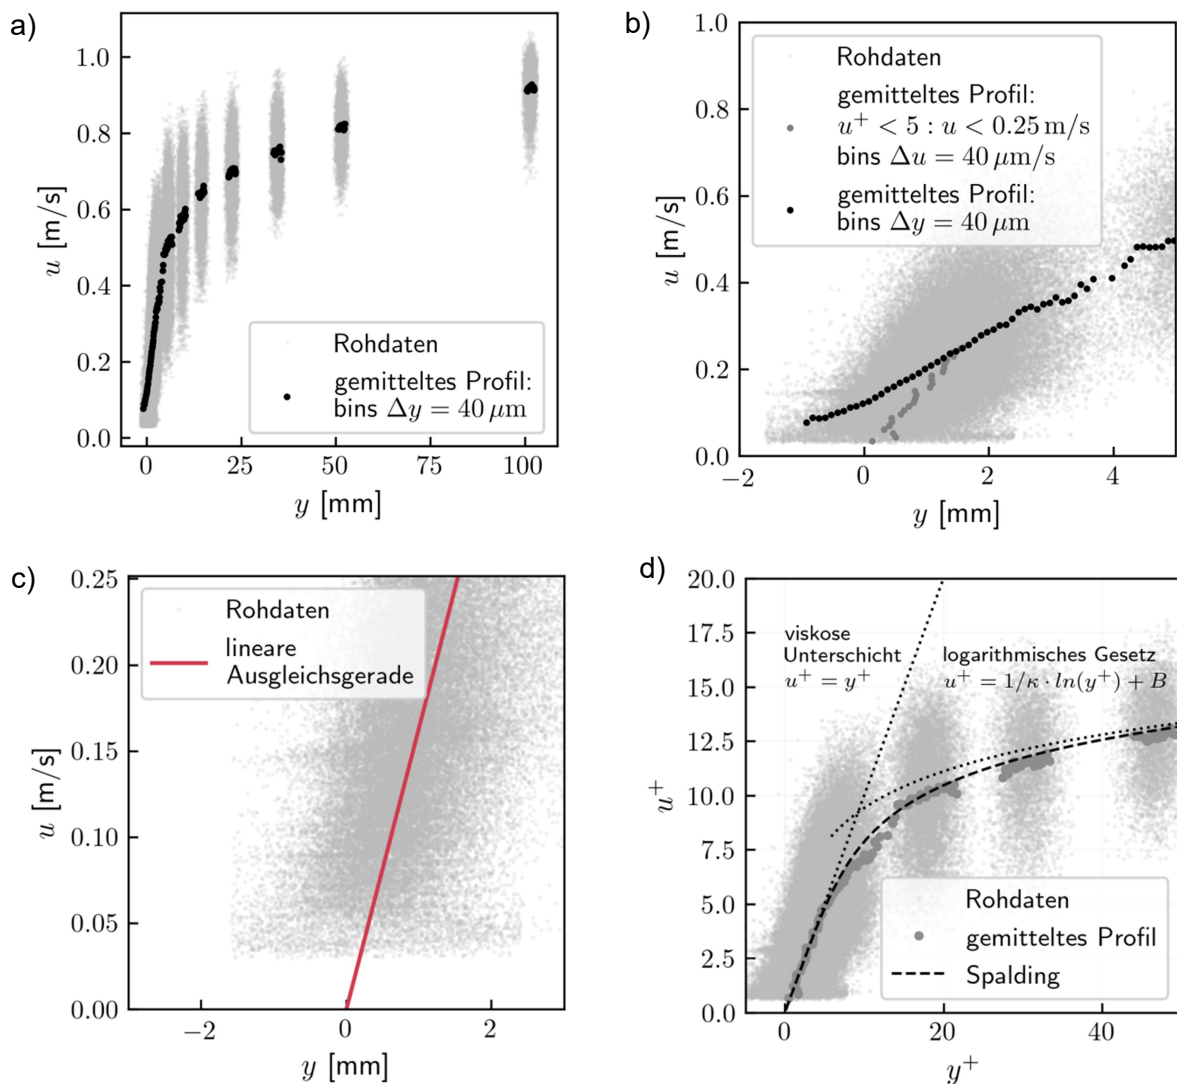 a)
1.0
0.8
0.6
0.4
0.2
0.0
u [m/s]
Rohdaten
gemitteltes Profil:
bins Δy = 40 μm
0
25
50
75
100
y [mm]
b)
1.0
0.8
0.6
0.4
0.2
0.0
u [m/s]
Rohdaten
gemitteltes Profil:
u⁺ < 5 : u < 0.25 m/s
bins Δu = 40 μm/s
gemitteltes Profil:
bins Δy = 40 μm
−2
0
2
4
y [mm]
c)
0.25
0.20
0.15
0.10
0.05
0.00
u [m/s]
Rohdaten
lineare
Ausgleichsgerade
−2
0
2
y [mm]
d)
20.0
17.5
15.0
12.5
10.0
7.5
5.0
2.5
0.0
u⁺
viskose
Unterschicht
u⁺ = y⁺
logarithmisches Gesetz
u⁺ = 1/κ · ln(y⁺) + B
Rohdaten
gemitteltes Profil
Spalding
0
20
40
y⁺